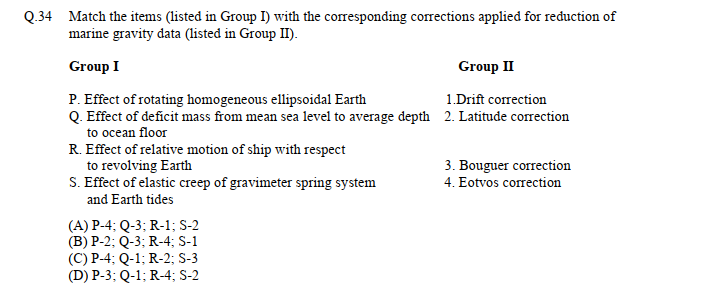 Q.34 Match the items (listed in Group I) with the corresponding corrections applied for reduction of
marine gravity data (listed in Group II).
Group I Group II
P. Effect of rotating homogeneous ellipsoidal Earth 1.Drift correction
Q. Effect of deficit mass from mean sea level to average depth 2. Latitude correction
to ocean floor
R. Effect of relative motion of ship with respect
to revolving Earth 3. Bouguer correction
S. Effect of elastic creep of gravimeter spring system 4. Eotvos correction
and Earth tides
(A) P-4; Q-3; R-1; S-2
(B) P-2; Q-3; R-4; S-1
(C) P-4; Q-1; R-2; S-3
(D) P-3; Q-1; R-4; S-2